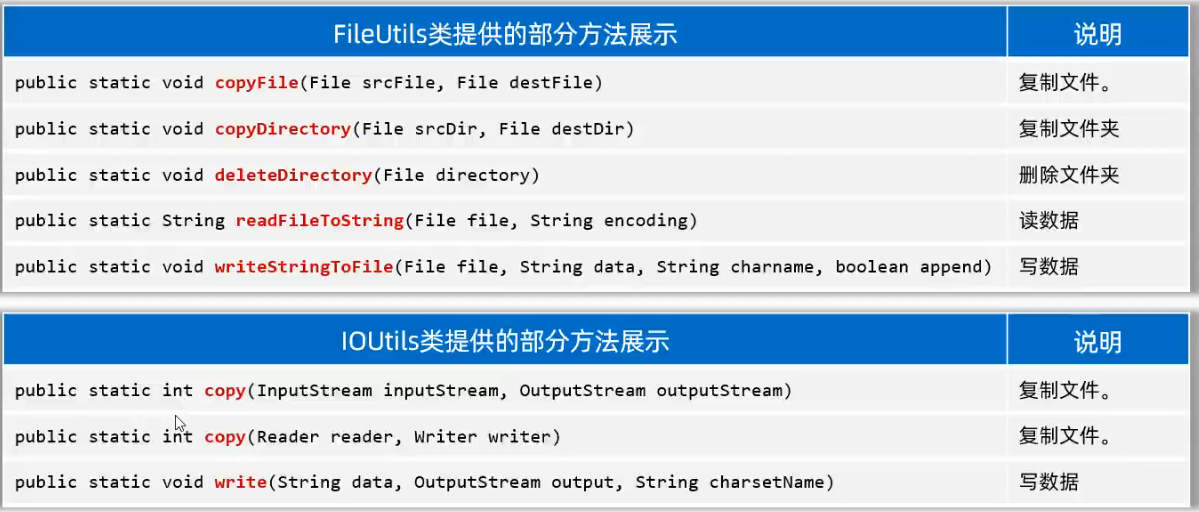 FileUtils类提供的部分方法展示 说明
public static void copyFile(File srcFile, File destFile) 复制文件。
public static void copyDirectory(File srcDir, File destDir) 复制文件夹
public static void deleteDirectory(File directory) 删除文件夹
public static String readFileToString(File file, String encoding) 读数据
public static void writeStringToFile(File file, String data, String charname, boolean append) 写数据
IOUtils类提供的部分方法展示 说明
public static int copy(InputStream inputStream, OutputStream outputStream) 复制文件。
public static int copy(Reader reader, Writer writer) 复制文件。
public static void write(String data, OutputStream output, String charsetName) 写数据